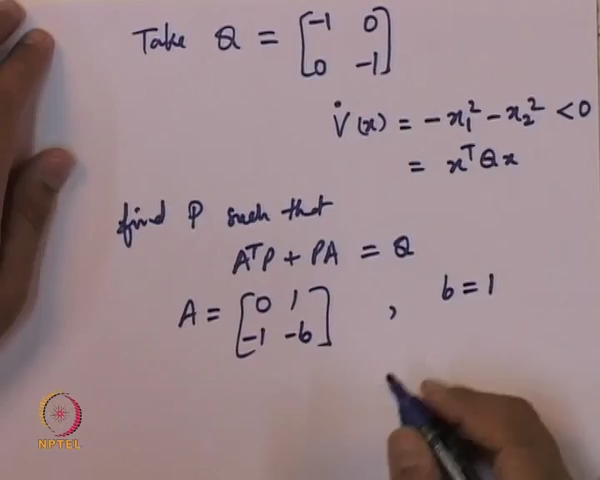 Take Q = [-1 0
0 -1]
V̇(x) = -x₁² - x₂² < 0
= xᵀQx
find P such that
AᵀP + PA = Q
A = [0 1
-1 -b] , b = 1
NPTEL